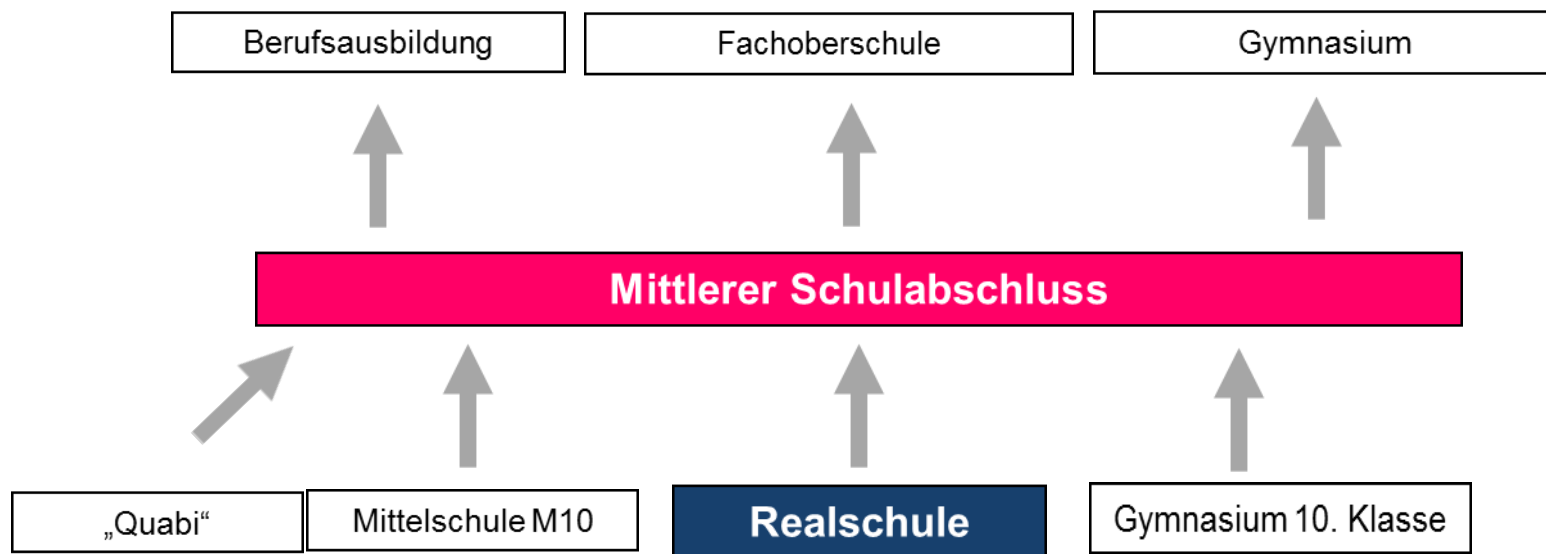 Berufsausbildung
Fachoberschule
Gymnasium
Mittlerer Schulabschluss
„Quabi“
Mittelschule M10
Realschule
Gymnasium 10. Klasse